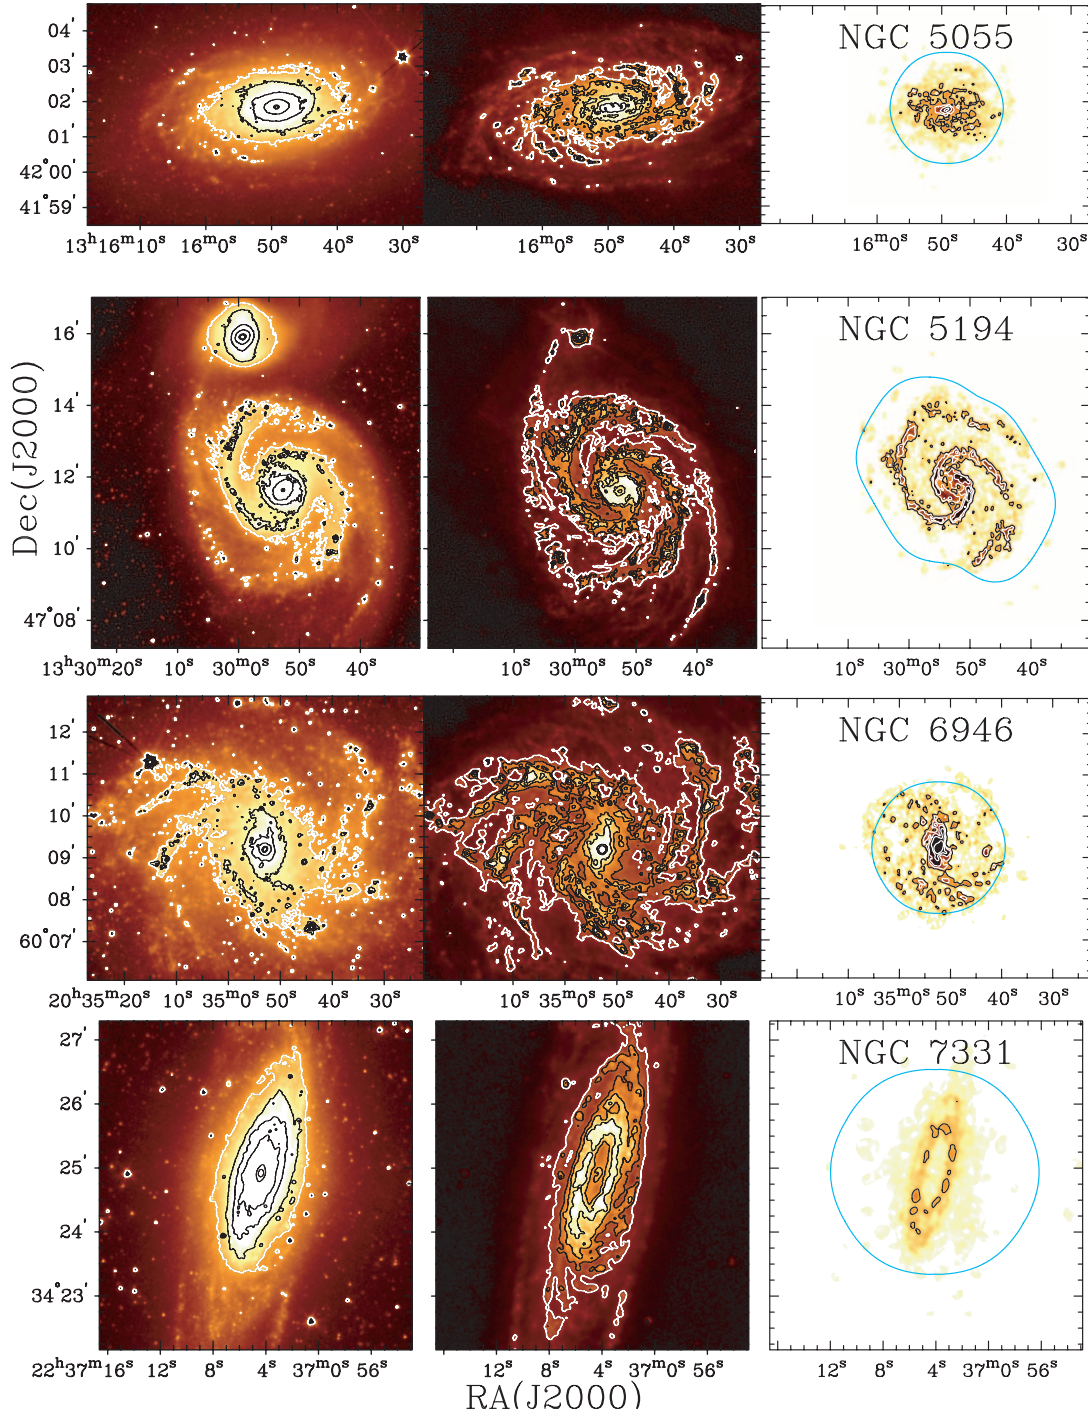 04′
03′
02′
01′
42°00′
41°59′
NGC 5055
13ʰ16ᵐ10ˢ 16ᵐ0ˢ 50ˢ 40ˢ 30ˢ
16ᵐ0ˢ 50ˢ 40ˢ 30ˢ
16ᵐ0ˢ 50ˢ 40ˢ 30ˢ
Dec(J2000)
16′
14′
12′
10′
47°08′
NGC 5194
13ʰ30ᵐ20ˢ 10ˢ 30ᵐ0ˢ 50ˢ 40ˢ
10ˢ 30ᵐ0ˢ 50ˢ 40ˢ
10ˢ 30ᵐ0ˢ 50ˢ 40ˢ
12′
11′
10′
09′
08′
60°07′
NGC 6946
20ʰ35ᵐ20ˢ 10ˢ 35ᵐ0ˢ 50ˢ 40ˢ 30ˢ
10ˢ 35ᵐ0ˢ 50ˢ 40ˢ 30ˢ
10ˢ 35ᵐ0ˢ 50ˢ 40ˢ 30ˢ
27′
26′
25′
24′
34°23′
NGC 7331
22ʰ37ᵐ16ˢ 12ˢ 8ˢ 4ˢ 37ᵐ0ˢ 56ˢ
12ˢ 8ˢ 4ˢ 37ᵐ0ˢ 56ˢ
12ˢ 8ˢ 4ˢ 37ᵐ0ˢ 56ˢ
RA(J2000)